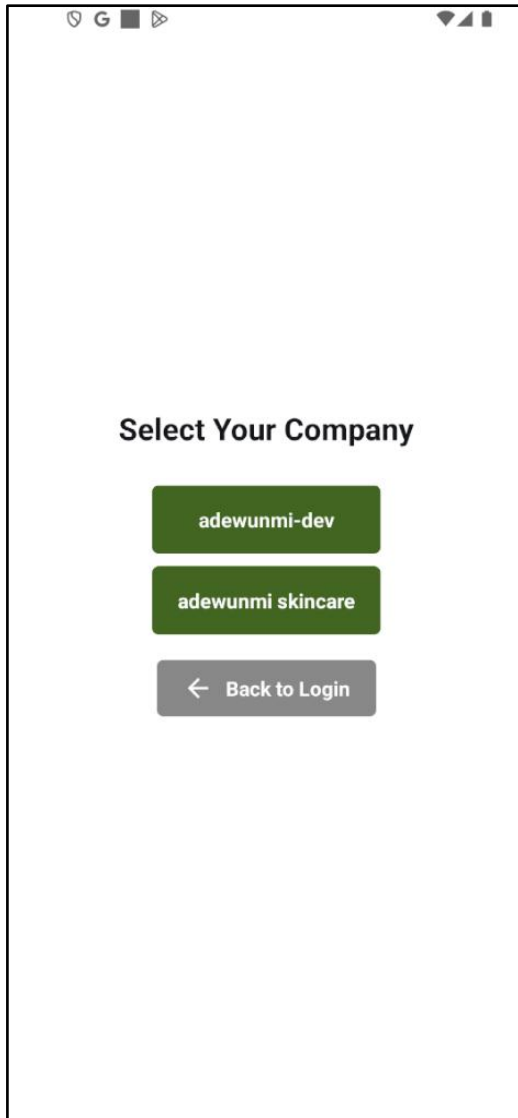 G
Select Your Company
adewunmi-dev
adewunmi skincare
← Back to Login